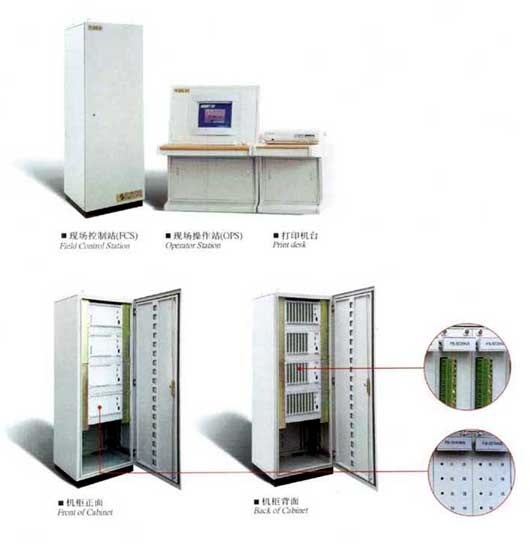 ■ 现场控制站(FCS)
Field Control Station
■ 现场操作站(OPS)
Operator Station
■ 打印机台
Print desk
■ 机柜正面
Front of Cabinet
■ 机柜背面
Back of Cabinet